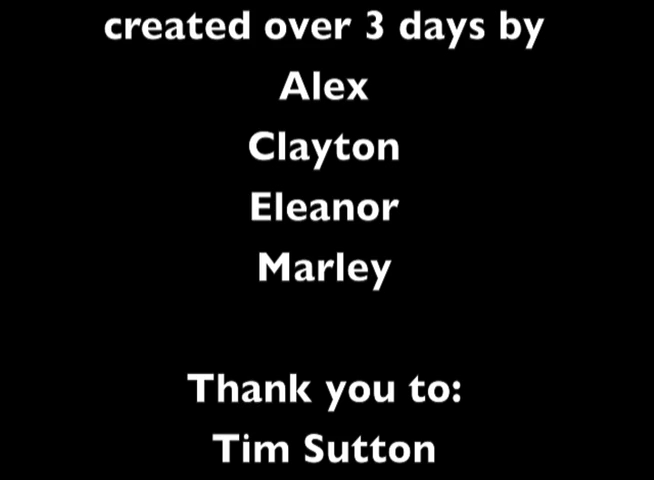 created over 3 days by
Alex
Clayton
Eleanor
Marley
Thank you to:
Tim Sutton